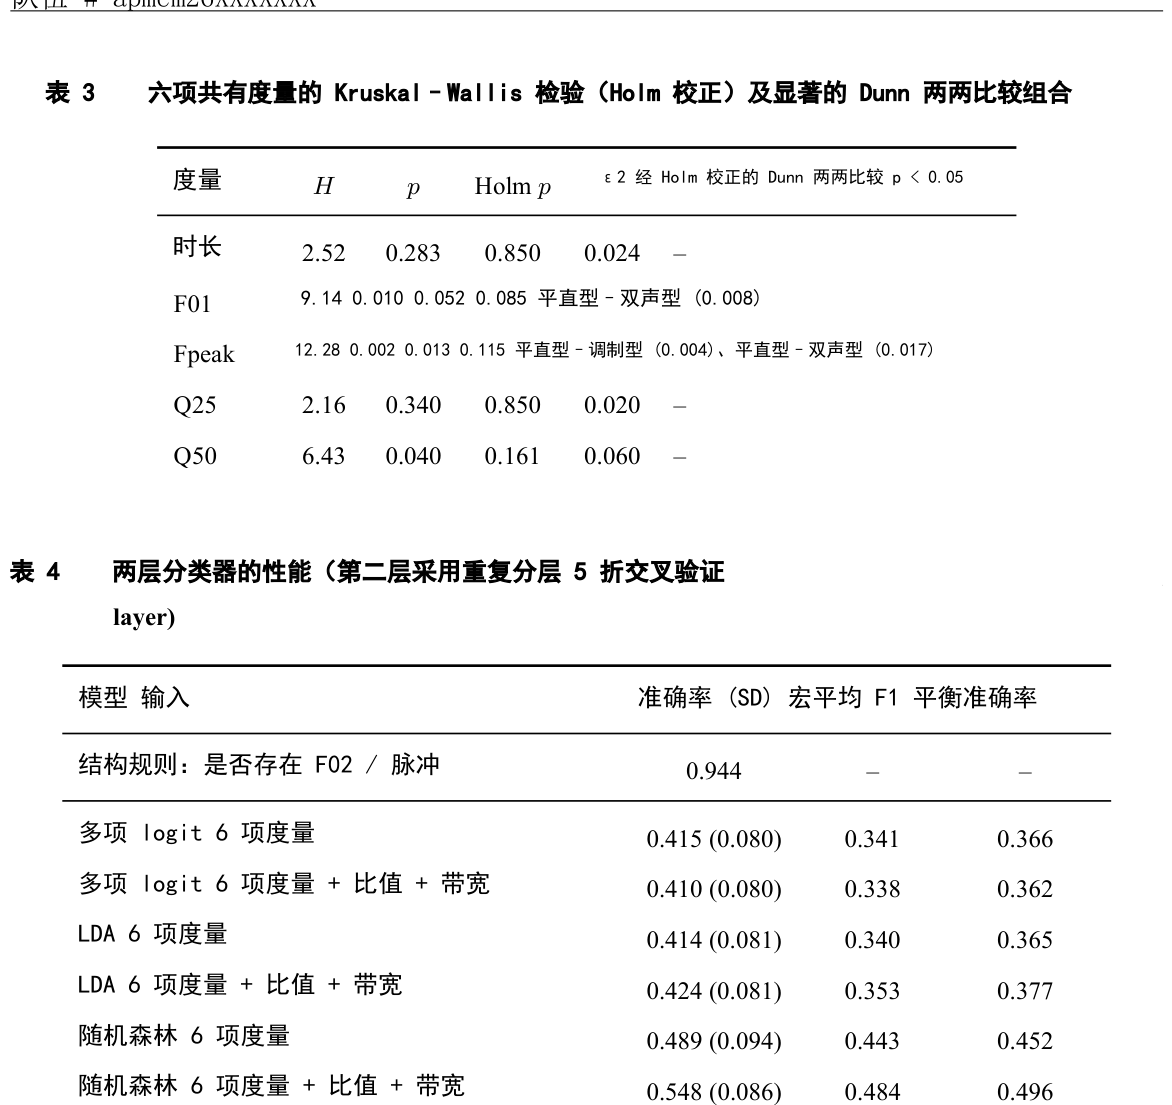 队伍 # apmcm26xxxxxxxx
表 3 六项共有度量的 Kruskal–Wallis 检验（Holm 校正）及显著的 Dunn 两两比较组合
度量 H p Holm p ε2 经 Holm 校正的 Dunn 两两比较 p < 0.05
时长 2.52 0.283 0.850 0.024 –
F01 9.14 0.010 0.052 0.085 平直型–双声型 (0.008)
Fpeak 12.28 0.002 0.013 0.115 平直型–调制型 (0.004)、平直型–双声型 (0.017)
Q25 2.16 0.340 0.850 0.020 –
Q50 6.43 0.040 0.161 0.060 –
表 4 两层分类器的性能（第二层采用重复分层 5 折交叉验证
layer)
模型 输入 准确率 (SD) 宏平均 F1 平衡准确率
结构规则：是否存在 F02 / 脉冲 0.944 – –
多项 logit 6 项度量 0.415 (0.080) 0.341 0.366
多项 logit 6 项度量 + 比值 + 带宽 0.410 (0.080) 0.338 0.362
LDA 6 项度量 0.414 (0.081) 0.340 0.365
LDA 6 项度量 + 比值 + 带宽 0.424 (0.081) 0.353 0.377
随机森林 6 项度量 0.489 (0.094) 0.443 0.452
随机森林 6 项度量 + 比值 + 带宽 0.548 (0.086) 0.484 0.496